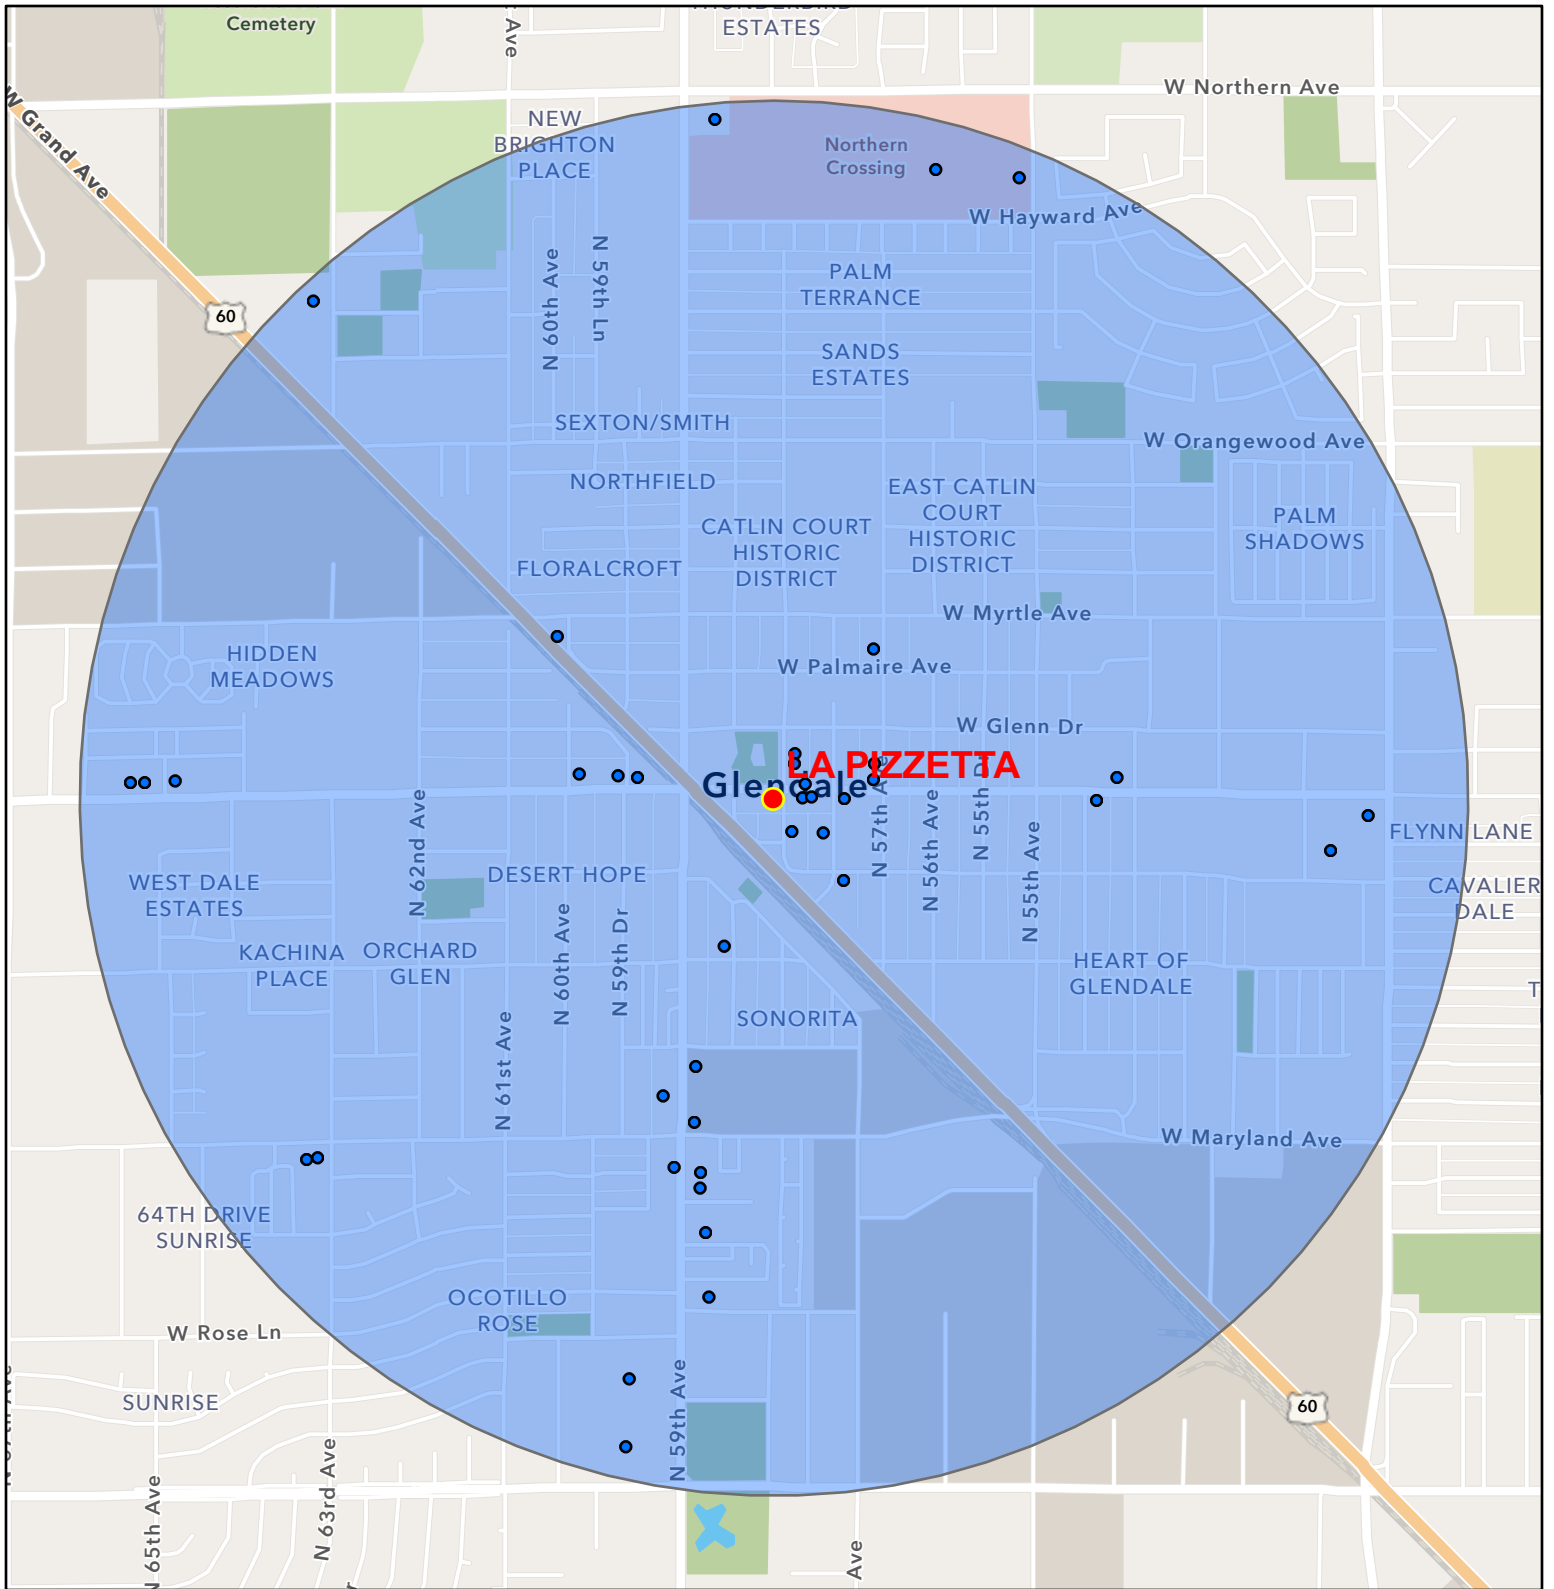 Cemetery
Ave
THUNDERBIRD
ESTATES
W Northern Ave
W Grand Ave
NEW
BRIGHTON
PLACE
Northern
Crossing
W Hayward Ave
N 60th Ave
N 59th Ln
PALM
TERRANCE
60
SANDS
ESTATES
SEXTON/SMITH
W Orangewood Ave
NORTHFIELD
EAST CATLIN
COURT
HISTORIC
DISTRICT
CATLIN COURT
HISTORIC
DISTRICT
PALM
SHADOWS
FLORALCROFT
W Myrtle Ave
HIDDEN
MEADOWS
W Palmaire Ave
W Glenn Dr
LA PIZZETTA
Glendale
N 62nd Ave
N 57th Ave
N 56th Ave
N 55th Dr
N 55th Ave
FLYNN LANE
WEST DALE
ESTATES
DESERT HOPE
CAVALIER
DALE
KACHINA
PLACE
ORCHARD
GLEN
N 60th Ave
N 59th Dr
HEART OF
GLENDALE
T
SONORITA
N 61st Ave
W Maryland Ave
64TH DRIVE
SUNRISE
OCOTILLO
ROSE
W Rose Ln
SUNRISE
N 59th Ave
60
N 65th Ave
N 63rd Ave
Ave